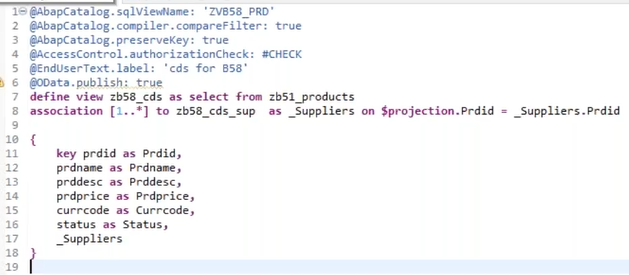 1 @AbapCatalog.sqlViewName: 'ZVB58_PRD'
2 @AbapCatalog.compiler.compareFilter: true
3 @AbapCatalog.preserveKey: true
4 @AccessControl.authorizationCheck: #CHECK
5 @EndUserText.label: 'cds for B58'
6 @OData.publish: true
7 define view zb58_cds as select from zb51_products
8 association [1..*] to zb58_cds_sup  as _Suppliers on $projection.Prdid = _Suppliers.Prdid
9
10 {
11     key prdid as Prdid,
12     prdname as Prdname,
13     prddesc as Prddesc,
14     prdprice as Prdprice,
15     currcode as Currcode,
16     status as Status,
17     _Suppliers
18 }
19